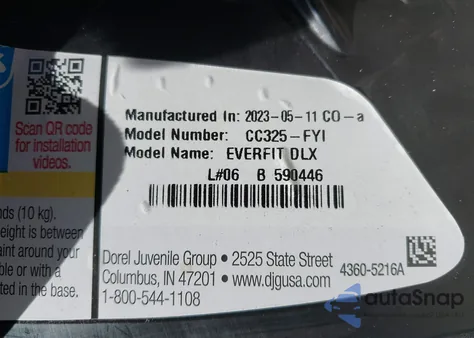 Scan QR code
for installation
videos.
nds (10 kg).
eight is between
aint around your
ble or with a
ted in the base.
Manufactured In: 2023-05-11 CO-a
Model Number: CC325-FYI
Model Name: EVERFIT DLX
L#06 B 590446
Dorel Juvenile Group • 2525 State Street
Columbus, IN 47201 • www.djgusa.com
1-800-544-1108
4360-5216A
autoSnap